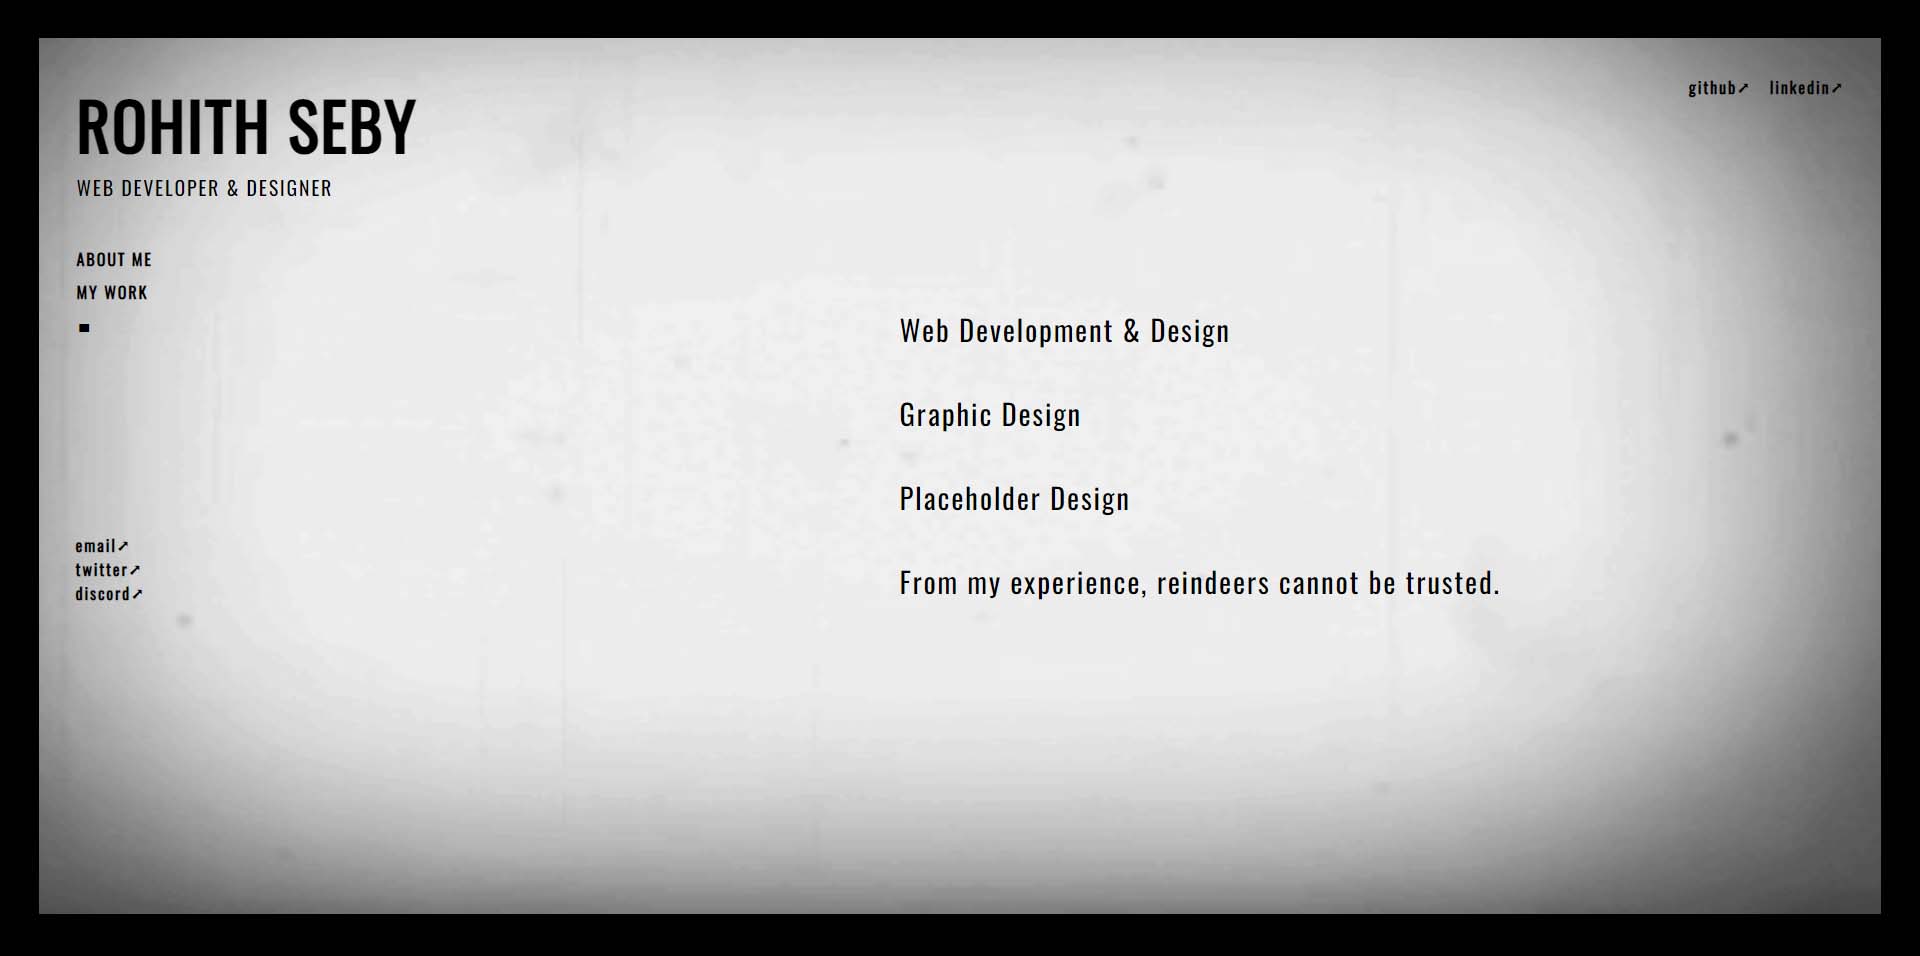 ROHITH SEBY
github➚ linkedin➚
WEB DEVELOPER & DESIGNER
ABOUT ME
MY WORK
Web Development & Design
Graphic Design
Placeholder Design
From my experience, reindeers cannot be trusted.
email➚
twitter➚
discord➚